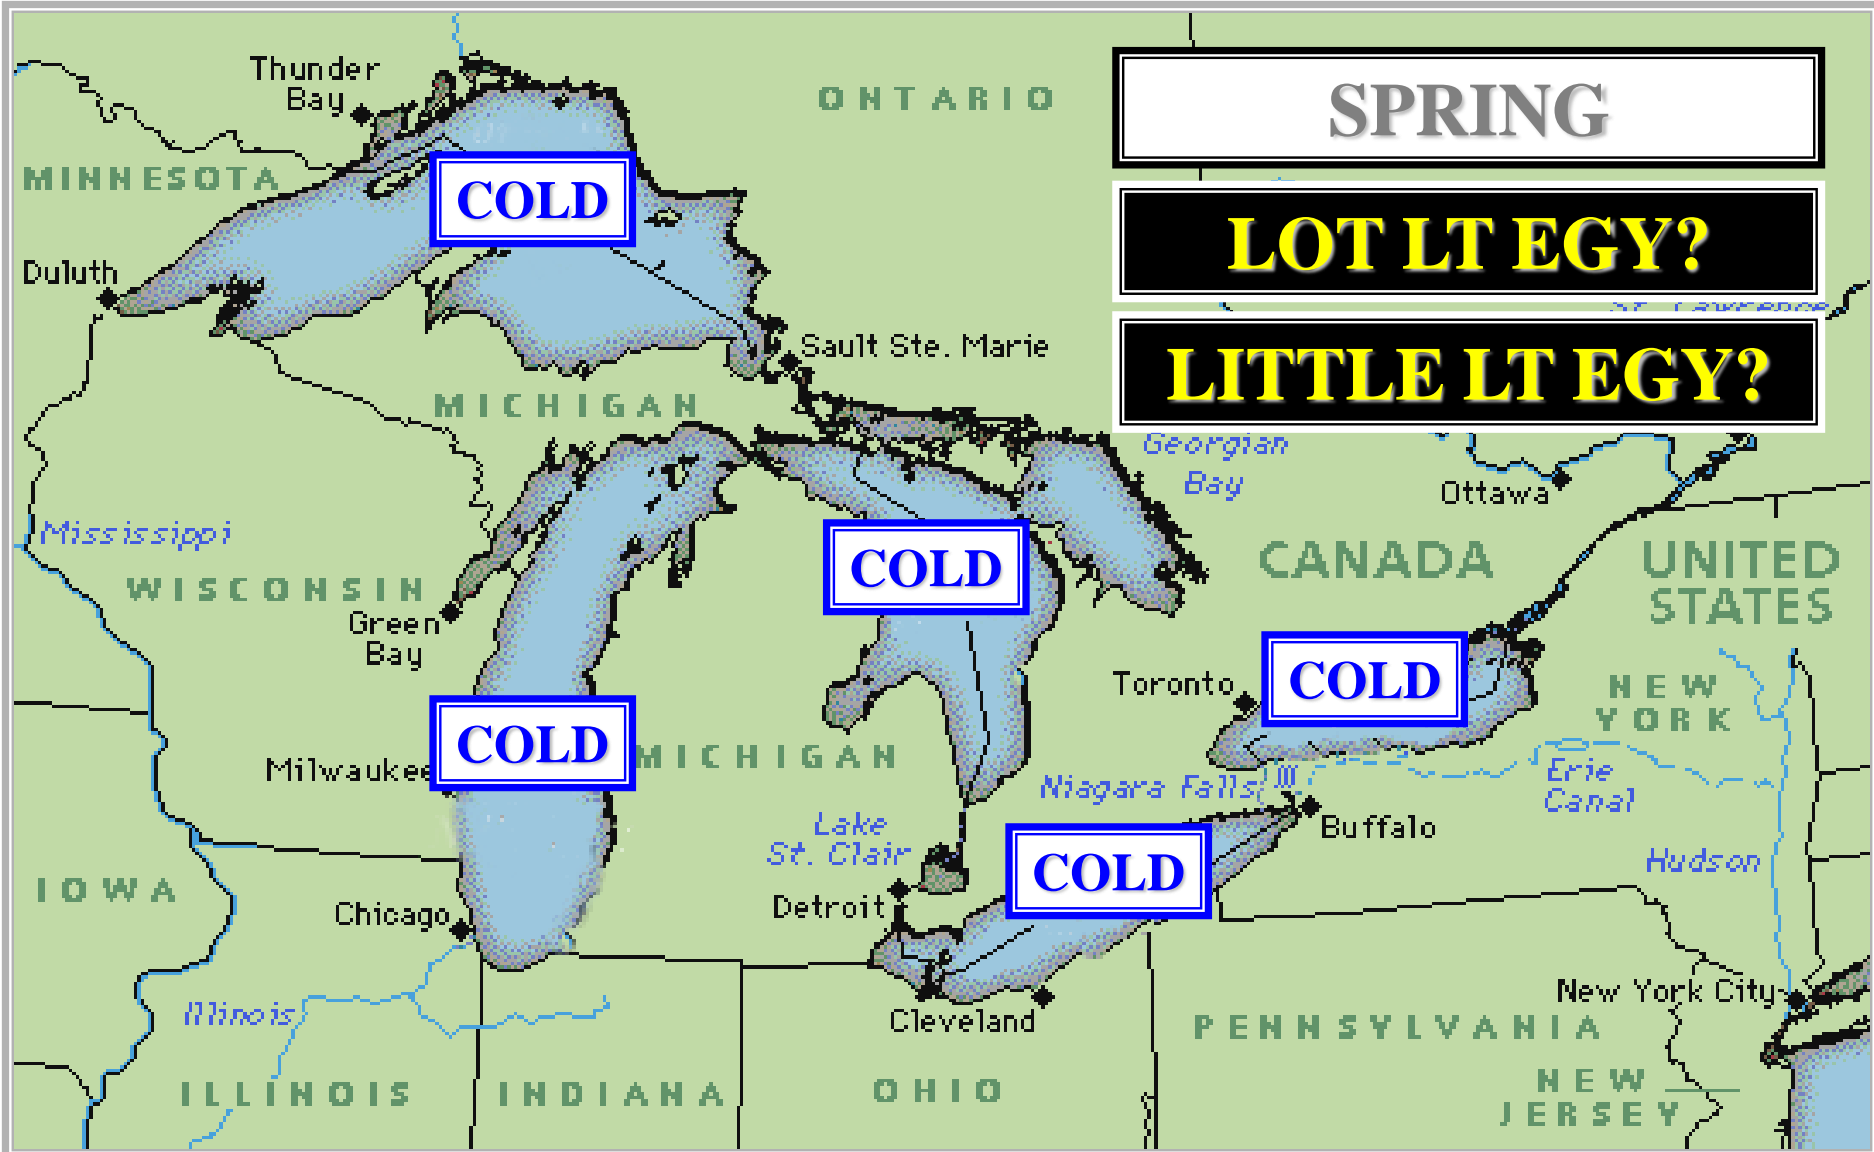 Thunder
Bay
ONTARIO
SPRING
MINNESOTA
COLD
LOT LT EGY?
Duluth
St. Lawrence
Sault Ste. Marie
LITTLE LT EGY?
MICHIGAN
Georgian
Bay
Ottawa
Mississippi
COLD
CANADA
UNITED
STATES
WISCONSIN
Green
Bay
Toronto
COLD
NEW
YORK
COLD
MICHIGAN
Milwaukee
Niagara Falls
Erie
Canal
Lake
St. Clair
Buffalo
Hudson
COLD
IOWA
Chicago
Detroit
New York City
Illinois
Cleveland
PENNSYLVANIA
ILLINOIS
INDIANA
OHIO
NEW
JERSEY